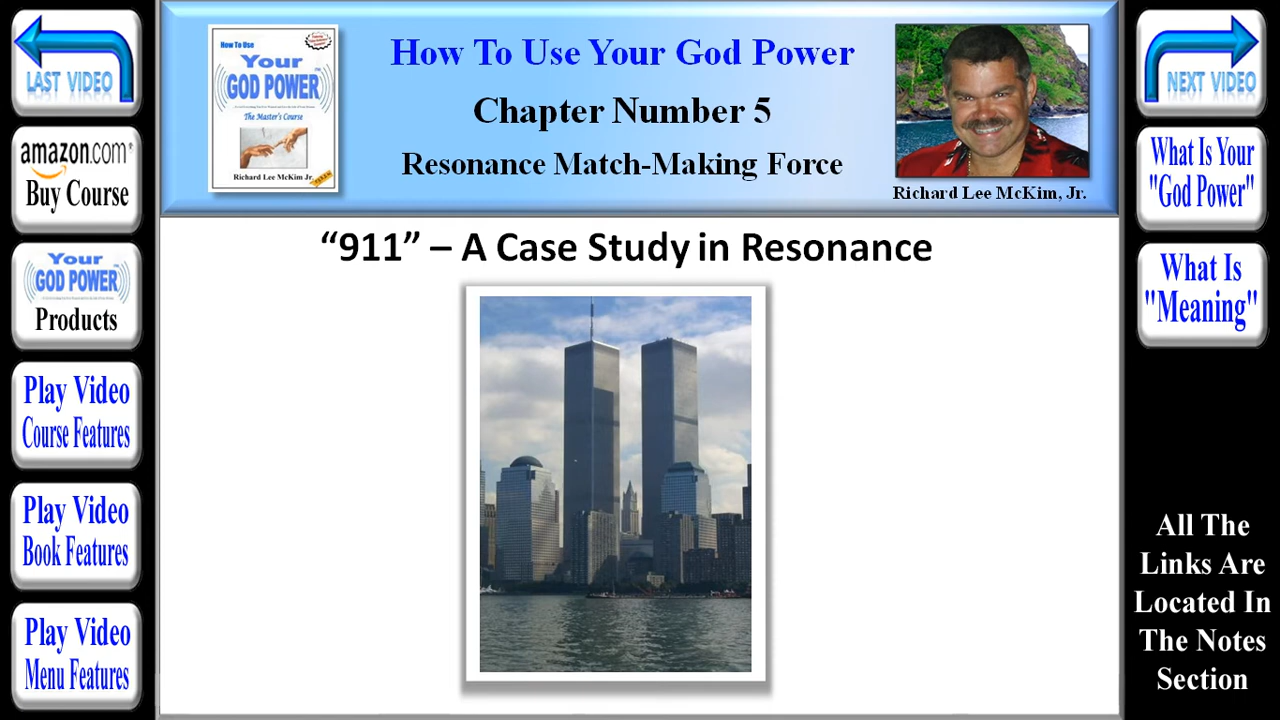 LAST VIDEO
amazon.com
Buy Course
Your
GOD POWER
Products
Play Video
Course Features
Play Video
Book Features
Play Video
Menu Features
How To Use
Your
GOD POWER
The Master's Course
Richard Lee McKim Jr.
How To Use Your God Power
Chapter Number 5
Resonance Match-Making Force
Richard Lee McKim, Jr.
“911” – A Case Study in Resonance
NEXT VIDEO
What Is Your
"God Power"
What Is
"Meaning"
All The
Links Are
Located In
The Notes
Section